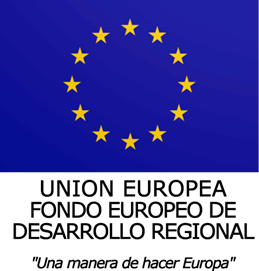 UNION EUROPEA
FONDO EUROPEO DE
DESARROLLO REGIONAL
"Una manera de hacer Europa"